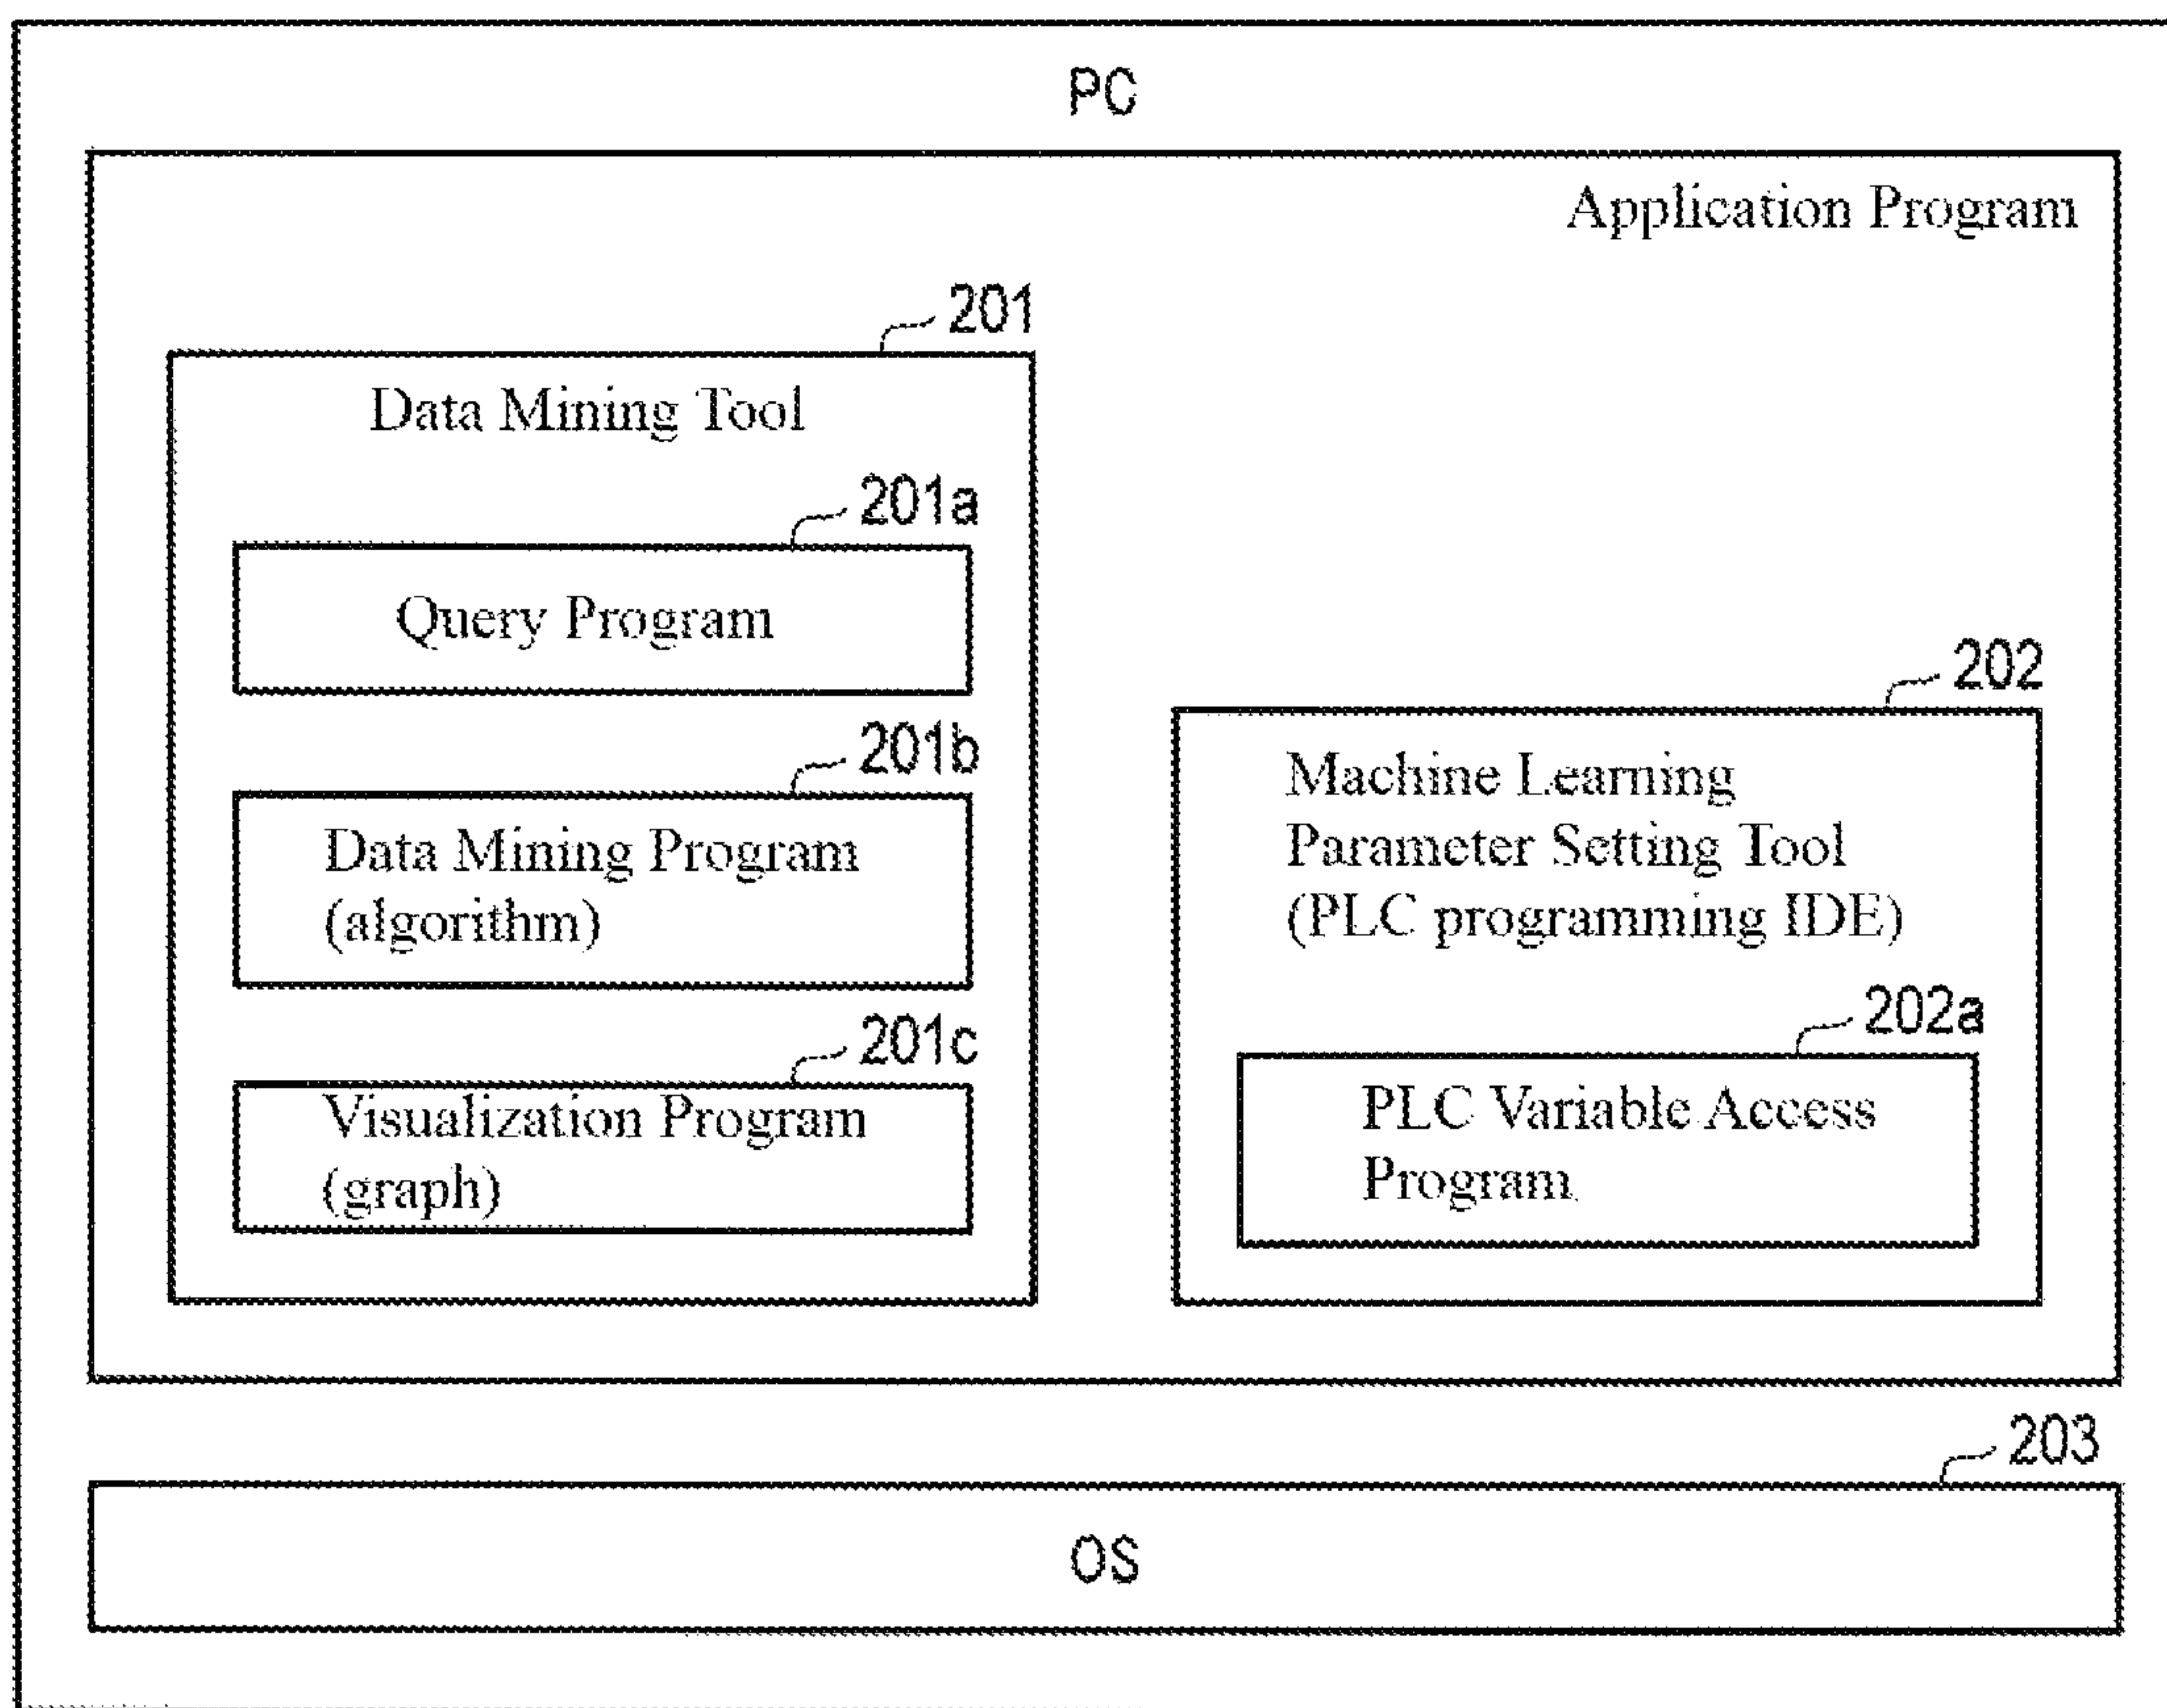 PC
Application Program
201
Data Mining Tool
201a
Query Program
201b
Data Mining Program
(algorithm)
201c
Visualization Program
(graph)
202
Machine Learning
Parameter Setting Tool
(PLC programming IDE)
202a
PLC Variable Access
Program
203
OS